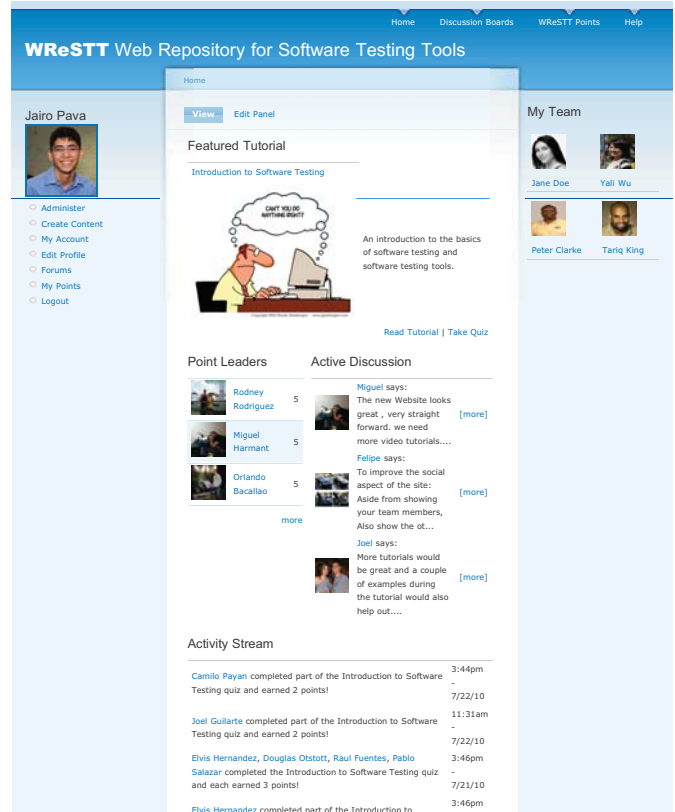 Home Discussion Boards WReSTT Points Help
WReSTT Web Repository for Software Testing Tools
Home
Jairo Pava
Administer
Create Content
My Account
Edit Profile
Forums
My Points
Logout
View Edit Panel
Featured Tutorial
Introduction to Software Testing
CAN'T YOU DO
ANYTHING RIGHT?
An introduction to the basics
of software testing and
software testing tools.
Read Tutorial | Take Quiz
Point Leaders
Rodney
Rodriguez 5
Miguel
Harmant 5
Orlando
Bacallao 5
more
Active Discussion
Miguel says:
The new Website looks
great , very straight
forward. we need
more video tutorials....
[more]
Felipe says:
To improve the social
aspect of the site:
Aside from showing
your team members,
Also show the ot...
[more]
Joel says:
More tutorials would
be great and a couple
of examples during
the tutorial would also
help out....
[more]
Activity Stream
Camilo Payan completed part of the Introduction to Software
Testing quiz and earned 2 points!
3:44pm
-
7/22/10
Joel Guilarte completed part of the Introduction to Software
Testing quiz and earned 2 points!
11:31am
-
7/22/10
Elvis Hernandez, Douglas Otstott, Raul Fuentes, Pablo
Salazar completed the Introduction to Software Testing quiz
and each earned 3 points!
3:46pm
-
7/21/10
Elvis Hernandez completed part of the Introduction to
3:46pm
My Team
Jane Doe Yali Wu
Peter Clarke Tariq King